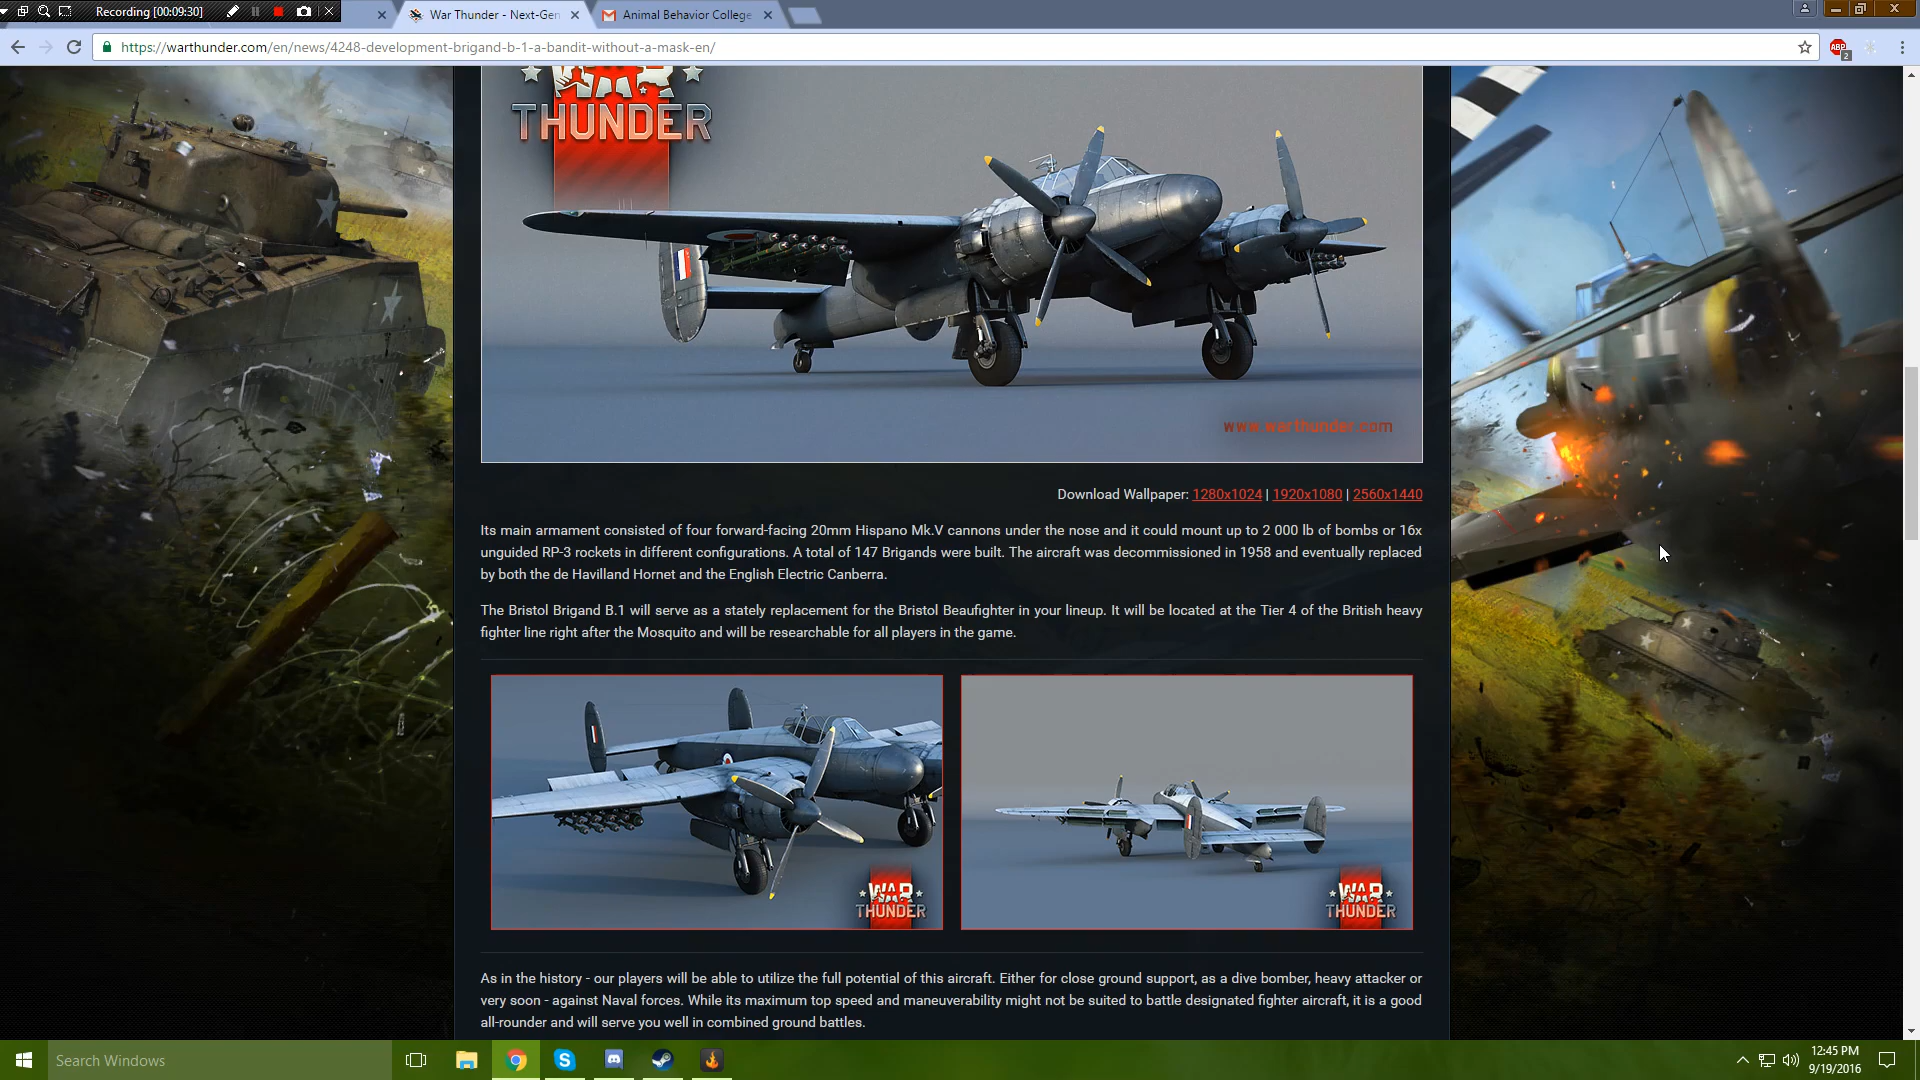 Recording [00:09:30]
War Thunder - Next-Gen
Animal Behavior College
https://warthunder.com/en/news/4248-development-brigand-b-1-a-bandit-without-a-mask-en/
ABP
2
WAR
THUNDER
www.warthunder.com
Download Wallpaper: 1280x1024 | 1920x1080 | 2560x1440
Its main armament consisted of four forward-facing 20mm Hispano Mk.V cannons under the nose and it could mount up to 2 000 lb of bombs or 16x
unguided RP-3 rockets in different configurations. A total of 147 Brigands were built. The aircraft was decommissioned in 1958 and eventually replaced
by both the de Havilland Hornet and the English Electric Canberra.
The Bristol Brigand B.1 will serve as a stately replacement for the Bristol Beaufighter in your lineup. It will be located at the Tier 4 of the British heavy
fighter line right after the Mosquito and will be researchable for all players in the game.
WAR
THUNDER
WAR
THUNDER
As in the history - our players will be able to utilize the full potential of this aircraft. Either for close ground support, as a dive bomber, heavy attacker or
very soon - against Naval forces. While its maximum top speed and maneuverability might not be suited to battle designated fighter aircraft, it is a good
all-rounder and will serve you well in combined ground battles.
Search Windows
12:45 PM
9/19/2016